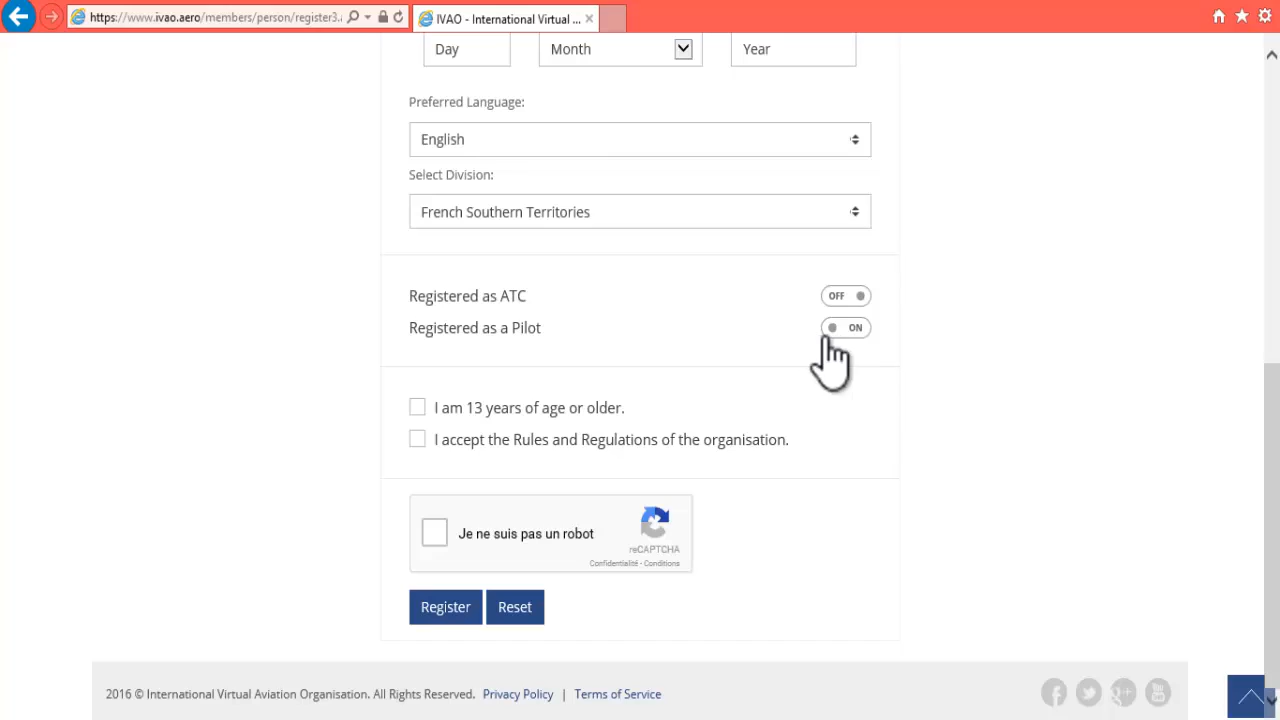 https://www.ivao.aero/members/person/register3.
IVAO - International Virtual ...
Day
Month
Year
Preferred Language:
English
Select Division:
French Southern Territories
Registered as ATC
OFF
Registered as a Pilot
ON
I am 13 years of age or older.
I accept the Rules and Regulations of the organisation.
Je ne suis pas un robot
reCAPTCHA
Confidentialité - Conditions
Register
Reset
2016 © International Virtual Aviation Organisation. All Rights Reserved. Privacy Policy | Terms of Service